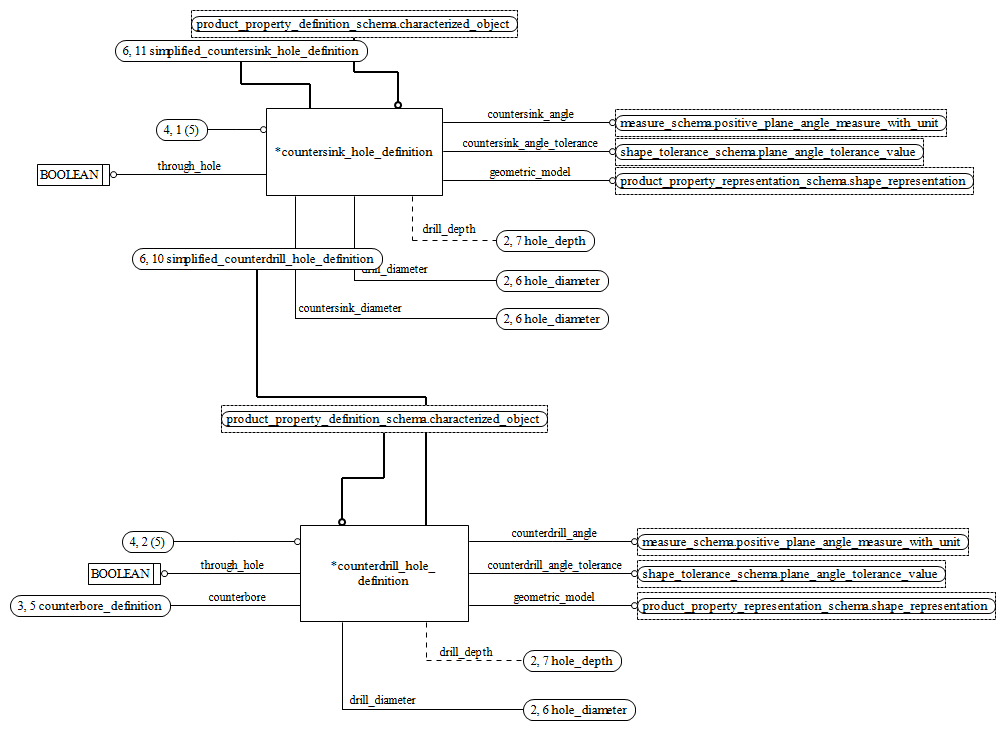 product_property_definition_schema.characterized_object
6, 11 simplified_countersink_hole_definition
4, 1 (5)
countersink_angle
measure_schema.positive_plane_angle_measure_with_unit
*countersink_hole_definition
countersink_angle_tolerance
shape_tolerance_schema.plane_angle_tolerance_value
BOOLEAN
through_hole
geometric_model
product_property_representation_schema.shape_representation
drill_depth
2, 7 hole_depth
6, 10 simplified_counterdrill_hole_definition
drill_diameter
2, 6 hole_diameter
countersink_diameter
2, 6 hole_diameter
product_property_definition_schema.characterized_object
4, 2 (5)
counterdrill_angle
measure_schema.positive_plane_angle_measure_with_unit
BOOLEAN
through_hole
*counterdrill_hole_
definition
counterdrill_angle_tolerance
shape_tolerance_schema.plane_angle_tolerance_value
3, 5 counterbore_definition
counterbore
geometric_model
product_property_representation_schema.shape_representation
drill_depth
2, 7 hole_depth
drill_diameter
2, 6 hole_diameter